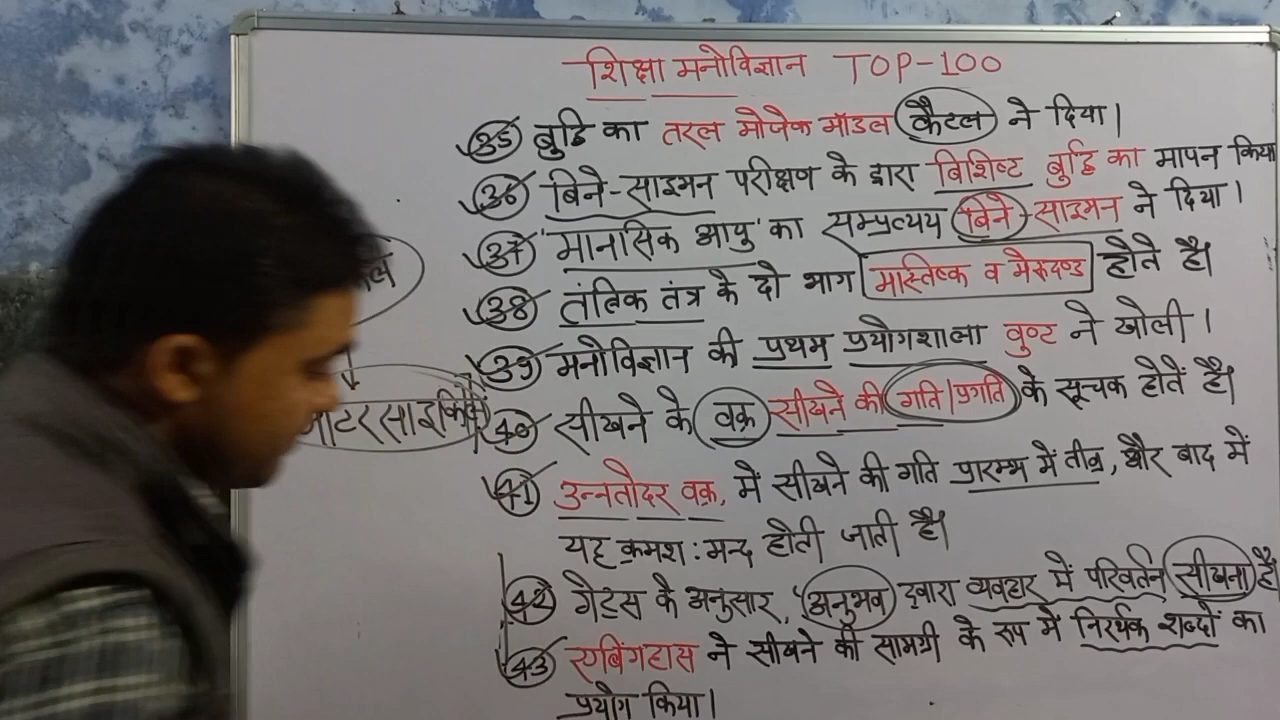 शिक्षा मनोविज्ञान TOP-100
35 बुद्धि का तरल मोजेक मॉडल कैटल ने दिया।
36 बिने-साइमन परीक्षण के द्वारा विशिष्ट बुद्धि का मापन किया
37 'मानसिक आयु' का सम्प्रत्यय बिने-साइमन ने दिया।
38 तंत्रिक तंत्र के दो भाग मास्तिष्क व मेरूदण्ड होते है।
39 मनोविज्ञान की प्रथम प्रयोगशाला वुण्ट ने खोली।
40 सीखने के वक्र सीखने की गति/प्रगति के सूचक होते है।
41 उन्नतोदर वक्र, में सीखने की गति प्रारम्भ में तीव्र, और बाद में
यह क्रमश: मन्द होती जाती है।
42 गेट्स के अनुसार, 'अनुभव द्वारा व्यवहार में परिवर्तन सीखना है
43 एबिंगहास ने सीखने की सामग्री के रूप में निरर्थक शब्दों का
प्रयोग किया।